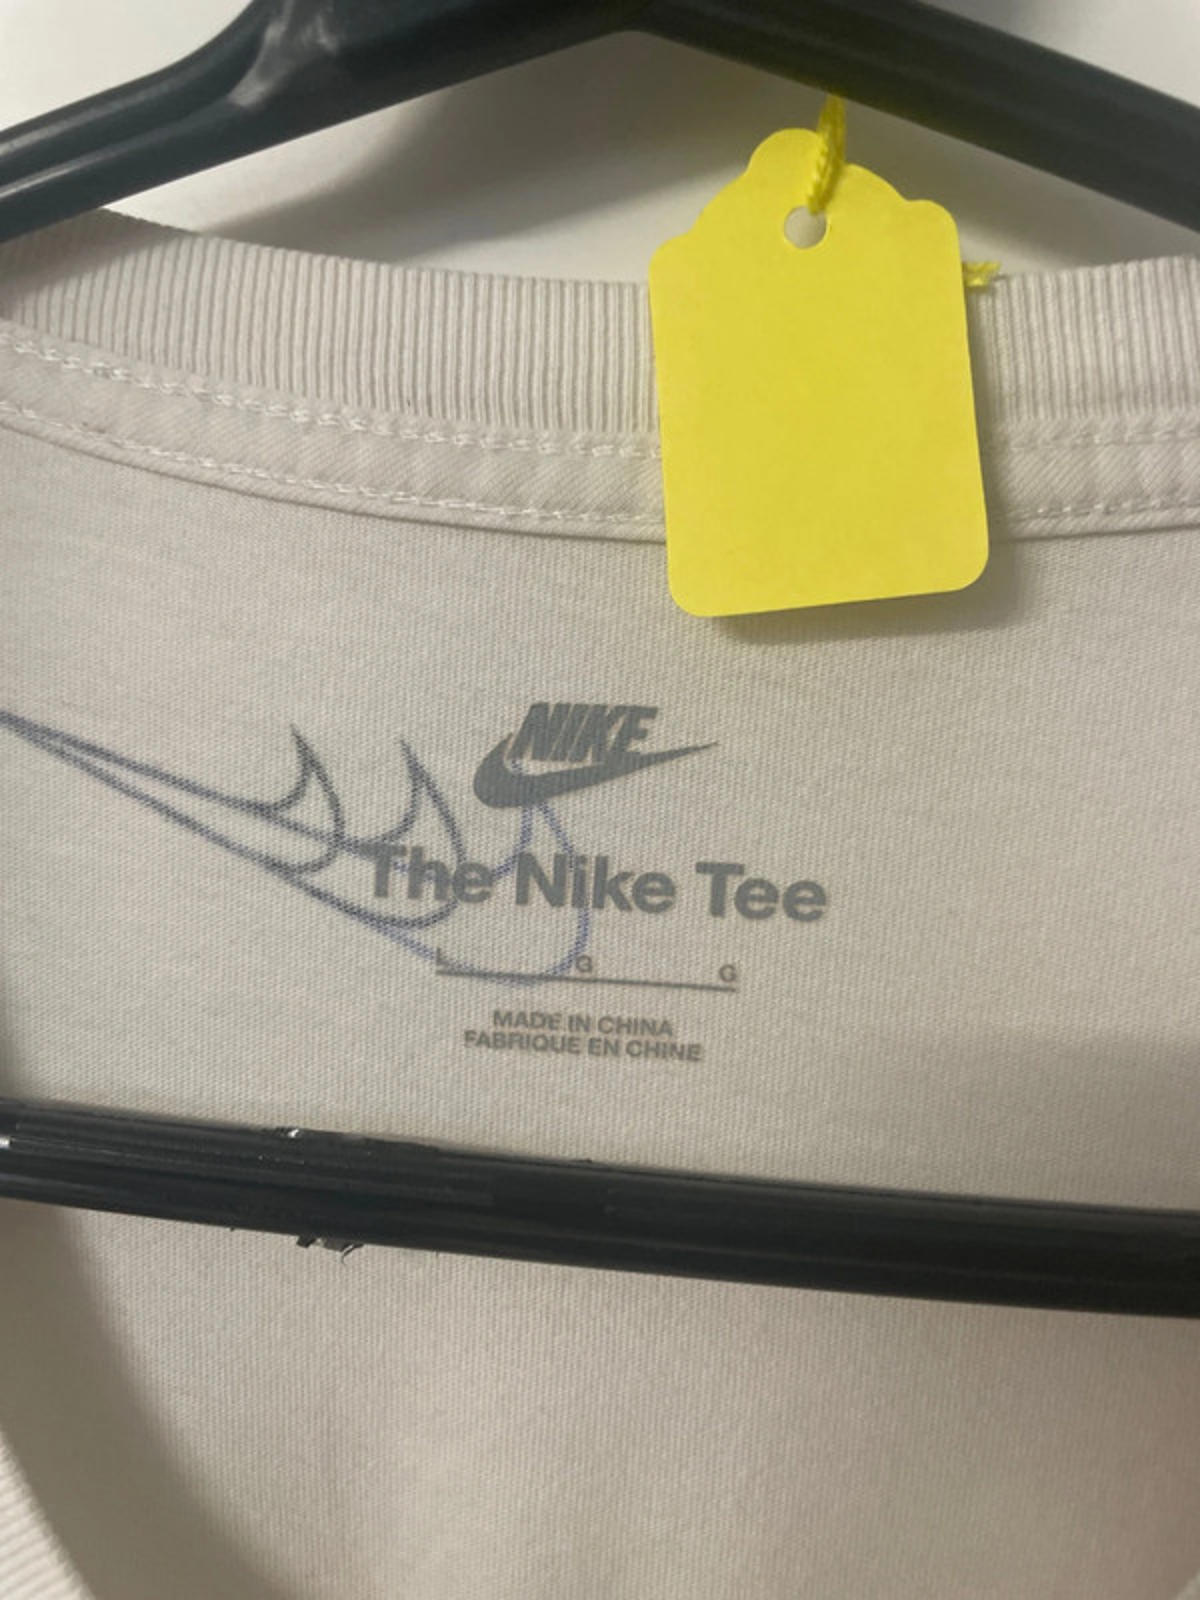 NIKE
The Nike Tee
L G G
MADE IN CHINA
FABRIQUE EN CHINE